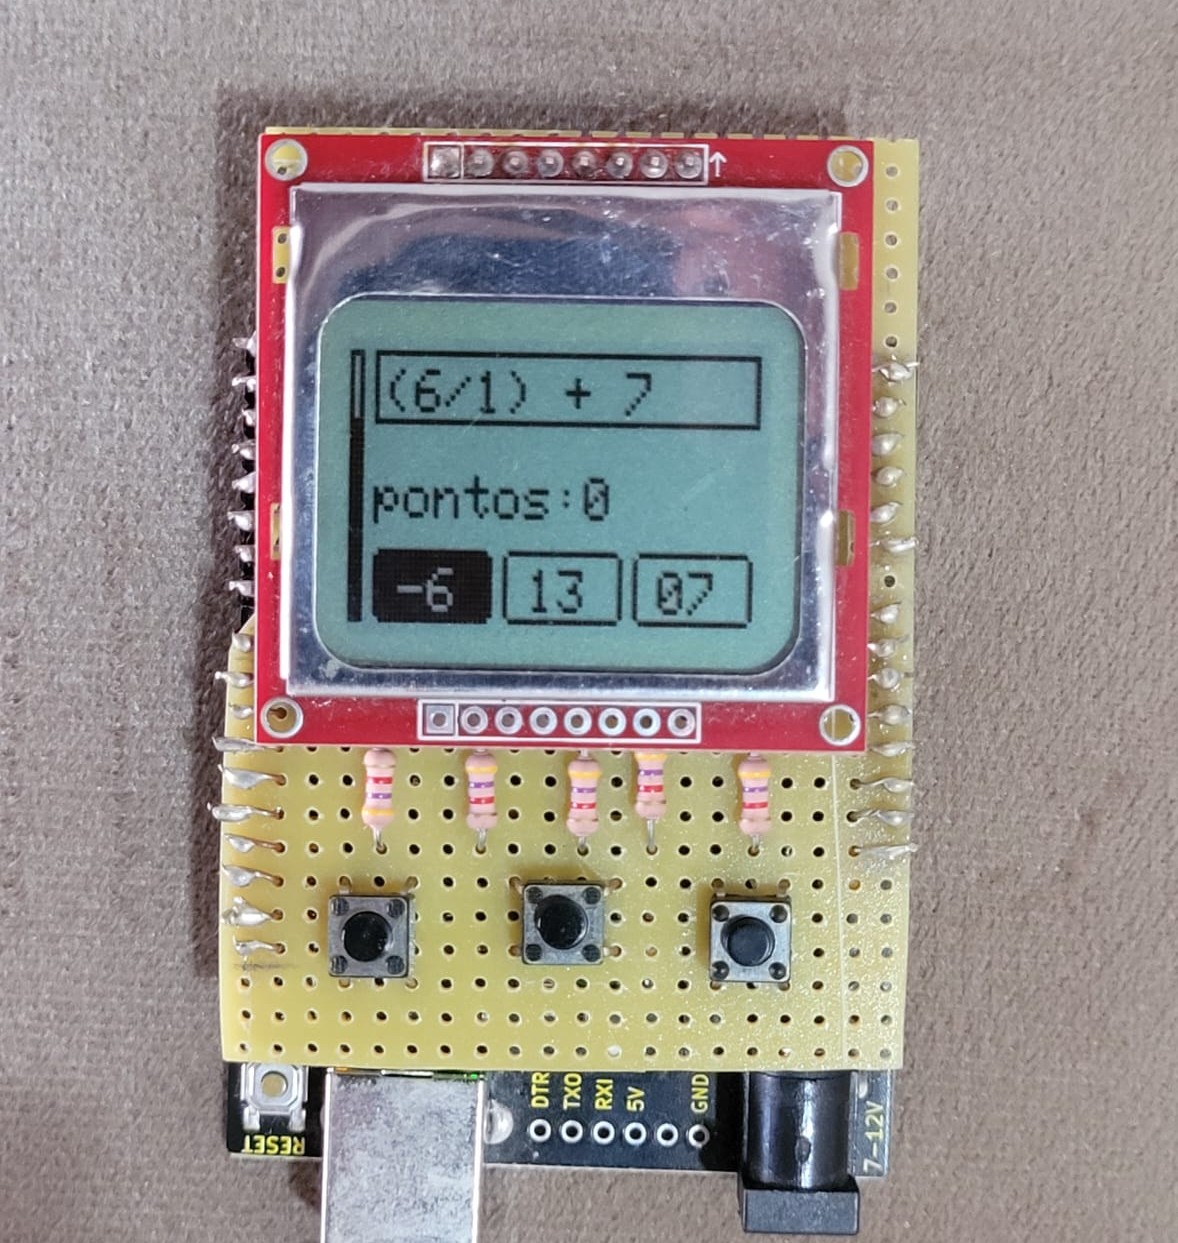 (6/1) + 7
pontos:0
-6 13 07
DTR TXO RXI 5V GND
RESET
7-12V